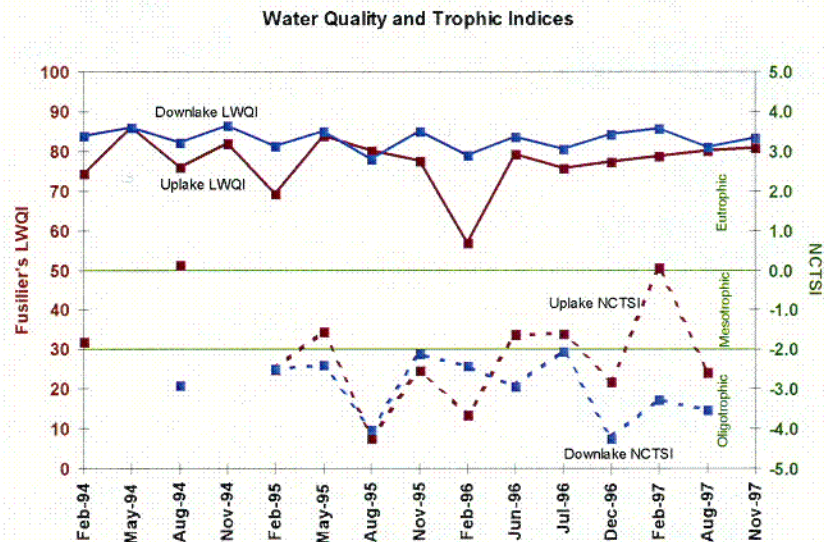 Water Quality and Trophic Indices
100
90
80
70
60
50
40
30
20
10
0
Fusilier's LWQI
5.0
4.0
3.0
2.0
1.0
0.0
-1.0
-2.0
-3.0
-4.0
-5.0
NCTSI
Downlake LWQI
Uplake LWQI
Eutrophic
Mesotrophic
Oligotrophic
Uplake NCTSI
Downlake NCTSI
Feb-94
May-94
Aug-94
Nov-94
Feb-95
May-95
Aug-95
Nov-95
Feb-96
Jun-96
Jul-96
Dec-96
Feb-97
Aug-97
Nov-97